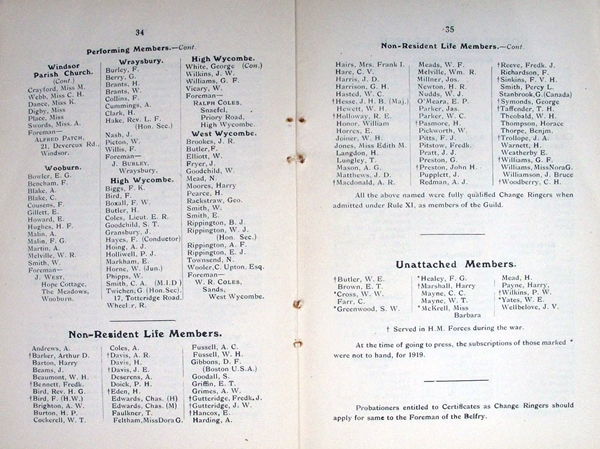 34
Performing Members.—Cont.
Windsor
Parish Church.
(Cont.)
Crayford, Miss M.
Webb, Miss C. H.
Dance, Miss K.
Digby, Miss
Place, Miss
Swords, Miss A.
Foreman—
ALFRED PATCH,
21, Devereux Rd.,
Windsor.
Wooburn.
Bowler, E. G.
Bencham, F.
Blake, A.
Blake, C.
Cousens, F.
Gillett, E.
Howard, E.
Hughes, H. F.
Malin, A.
Malin, F. G.
Martin, A.
Melville, W. R.
Smith, W.
Foreman—
J. WEST,
Hope Cottage,
The Meadows,
Wooburn.
Wraysbury.
Burley, F.
Berry, G.
Brants, H.
Brants, W.
Collins, F.
Cummings, A.
Clark, H.
Hake, Rev. L. F.
(Hon. Sec.)
Nash, J.
Picton, W.
Willis, F.
Foreman—
J. BURLEY,
Wraysbury.
High Wycombe.
Biggs, F. K.
Bird, F.
Boxall, F. W.
Butler, H.
Coles, Lieut. E. R.
Goodchild, S. T.
Gransbury, J.
Hayes, F. (Conductor)
Hoing, A. J.
Holliwell, P. J.
Markham, E.
Horne, W. (Jun.)
Phipps, W.
Smith, C. A. (M.I.D)
Twichen, G. (Hon. Sec.)
17, Totteridge Road.
Wheeler, R.
High Wycombe.
White, George (Con.)
Wilkins, J. W.
Williams, G. F.
Vicary, W.
Foreman—
RALPH COLES,
Snaefel,
Priory Road,
High Wycombe.
West Wycombe.
Brookes, J. R.
Butler, F.
Elliott, W.
Fryer, J.
Goodchild, W.
Mead, N.
Moores, Harry
Pearce, H.
Rackstraw, Geo.
Smith, W.
Smith, E.
Rippington, B. J.
Rippington, W. J.
(Hon. Sec.)
Rippington, A. F.
Rippington, E. J.
Townsend, N.
Wooler, C. Upton. Esq.
Foreman—
W. R. COLES,
Sands,
West Wycombe.
Non-Resident Life Members.
Andrews, A.
†Barker, Arthur D.
Barton, Harry
Beams, J. E.
Beaumont, W. H.
†Bennett, Fredk.
Bird, Rev. H. G.
†Bird, F. (H.W.)
Brighton, A. W.
Burton, H. P.
Cockerell, W. T.
Coles, A.
†Davis, A. R.
Davis, H.
†Davis, J. E.
Deserens, A.
Doick, P. H.
†Eden, H.
Edwards, Chas. (H)
Edwards, Chas. (M)
Faulkner, T.
Feltham, Miss Dora G.
Fussell, A. C.
Fussell, W. H.
Gibbons, D. F.
(Boston U.S.A.)
Goodall, S.
Griffin, E. T.
Grimes, A. W.
†Gutteridge, Fredk. J.
†Gutteridge, J. W.
†Hancox, E.
Harding, A.
35
Non-Resident Life Members.—Cont.
Hairs, Mrs. Frank I.
Hare, C. V.
Harris, J. D.
Harrison, G. H.
Hasted, W. C.
†Hesse, J. H. B. (Maj.)
Hewett, W. H.
†Holloway, R. E.
Honor, William
Horrex, E.
Joiner, W. H.
Jones, Miss Edith M.
Langdon, H.
Lungley, T.
Mason, A. G.
Matthews, J. D.
†Macdonald, A. R.
Meads, W. F.
Melville, Wm. R.
Millner, Jos.
Newton, H. R.
Nudds, W. J.
O'Meara, E. P.
Parker, Jas.
Parker, W. C.
†Pasmore, H.
Pickworth, W.
Pitts, F. J.
Pitstow, Fredk.
Pratt, J. J.
Preston, G.
†Preston, John H.
Pupplett, J.
Redman, A. J.
†Reeve, Fredk. J.
Richardson, F.
†Sinkins, F. V. H.
Smith, Percy L.
Stanbrook, G. (Canada)
†Symonds, George
†Taffender, T. H.
Theobald, W. H.
Thompson, Horace
Thorpe, Benjm.
†Trollope, J. A.
Warnett, H.
Weatherby E.
†Williams, G. F.
Williams, Miss Nora G.
Williamson, J. Bruce
†Woodberry, C. H.
All the above named were fully qualified Change Ringers when
admitted under Rule XI, as members of the Guild.
Unattached Members.
†Butler, W. E.
Brown, E. T.
*Cross, W. W.
Farr, C.
*Greenwood, S. W.
*Healey, F. G.
†Marshall, Harry
Mayne, C. C.
Mayne, W. T.
*McKrell, Miss
Barbara
Mead, H.
Payne, Harry,
†Wilkins, P. W.
*Yates, W. E.
Wellbelove, J. V.
† Served in H.M. Forces during the war.
At the time of going to press, the subscriptions of those marked *
were not to hand, for 1919.
Probationers entitled to Certificates as Change Ringers should
apply for same to the Foreman of the Belfry.